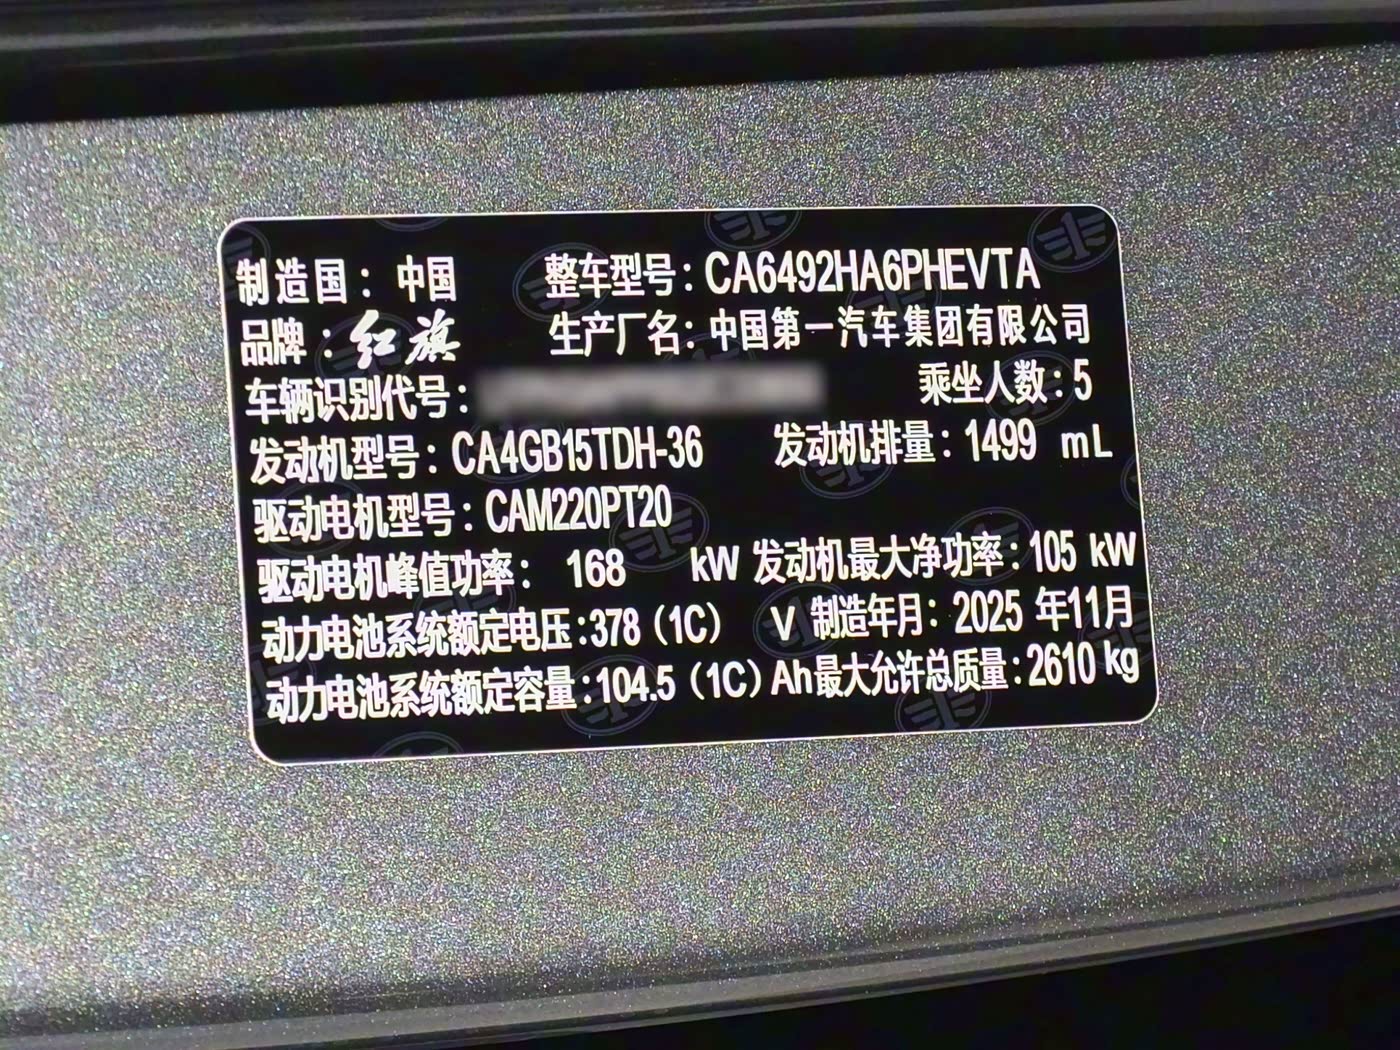 制造国：中国 整车型号：CA6492HA6PHEVTA
品牌：红旗 生产厂名：中国第一汽车集团有限公司
车辆识别代号： 乘坐人数：5
发动机型号：CA4GB15TDH-36 发动机排量：1499 mL
驱动电机型号：CAM220PT20
驱动电机峰值功率：168 kW 发动机最大净功率：105 kW
动力电池系统额定电压：378（1C） V 制造年月：2025 年11月
动力电池系统额定容量：104.5（1C）Ah最大允许总质量：2610 kg